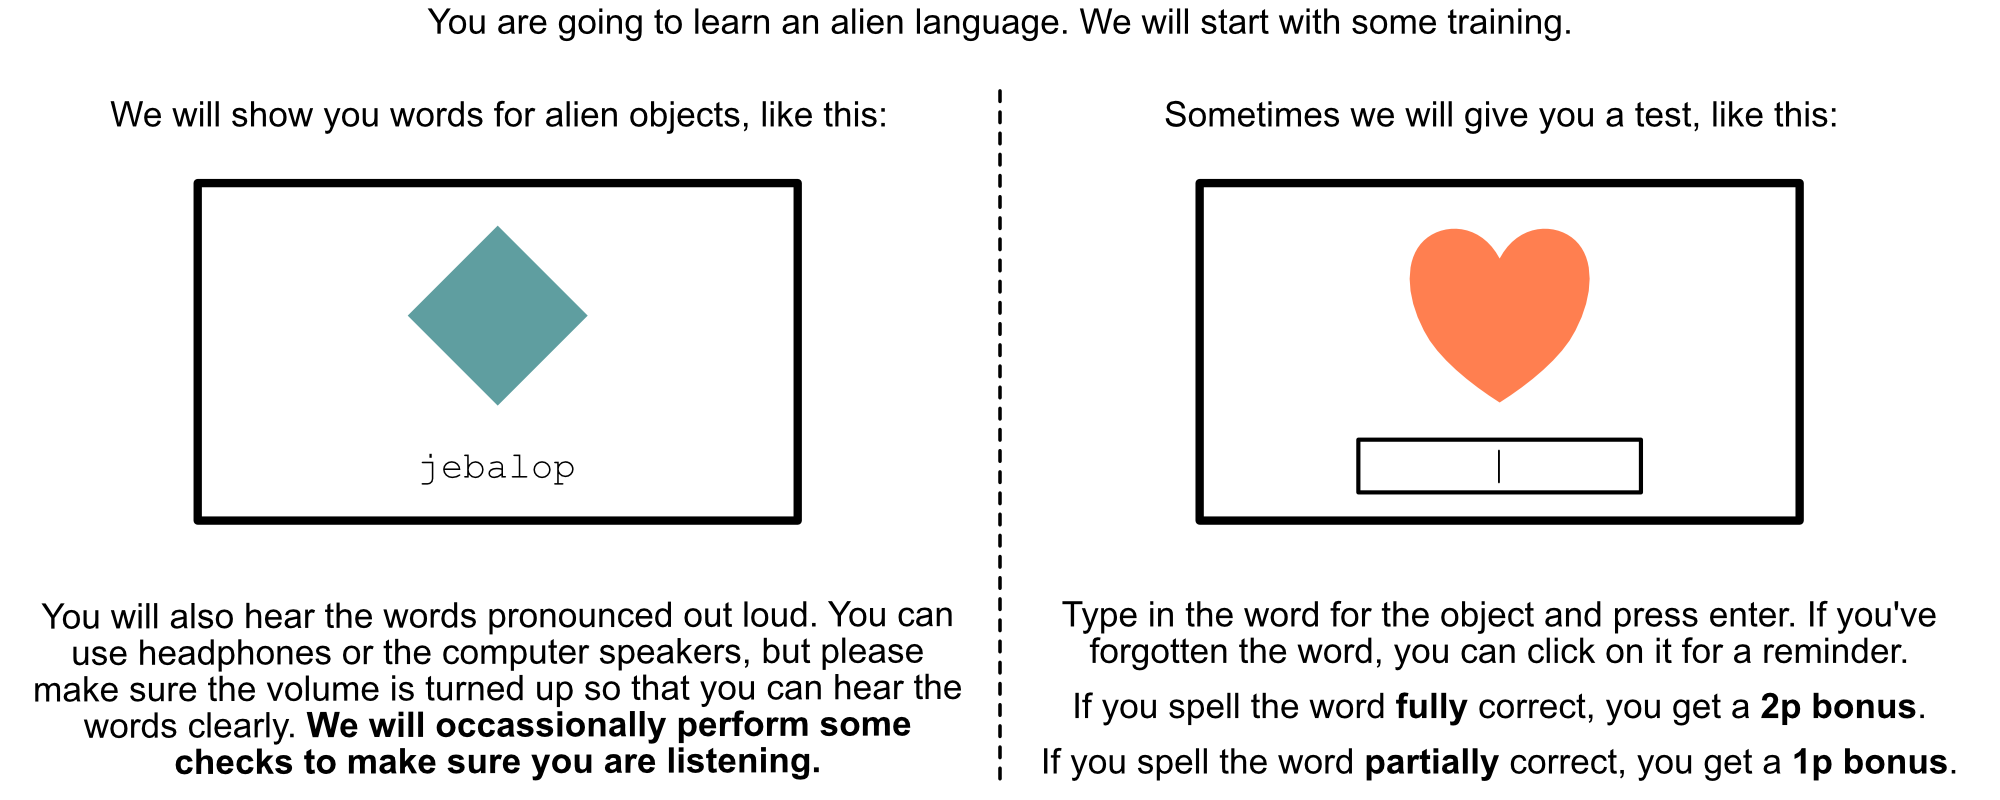 You are going to learn an alien language. We will start with some training.
We will show you words for alien objects, like this:
jebalop
You will also hear the words pronounced out loud. You can
use headphones or the computer speakers, but please
make sure the volume is turned up so that you can hear the
words clearly. We will occassionally perform some
checks to make sure you are listening.
Sometimes we will give you a test, like this:
Type in the word for the object and press enter. If you've
forgotten the word, you can click on it for a reminder.
If you spell the word fully correct, you get a 2p bonus.
If you spell the word partially correct, you get a 1p bonus.